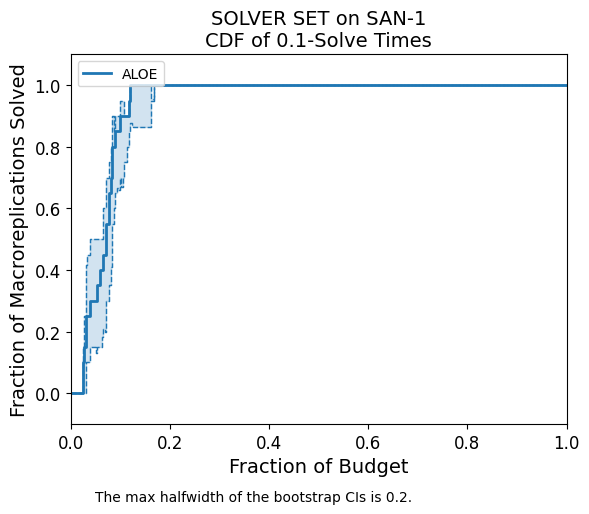 SOLVER SET on SAN-1
CDF of 0.1-Solve Times
ALOE
Fraction of Macroreplications Solved
1.0
0.8
0.6
0.4
0.2
0.0
0.0 0.2 0.4 0.6 0.8 1.0
Fraction of Budget
The max halfwidth of the bootstrap CIs is 0.2.